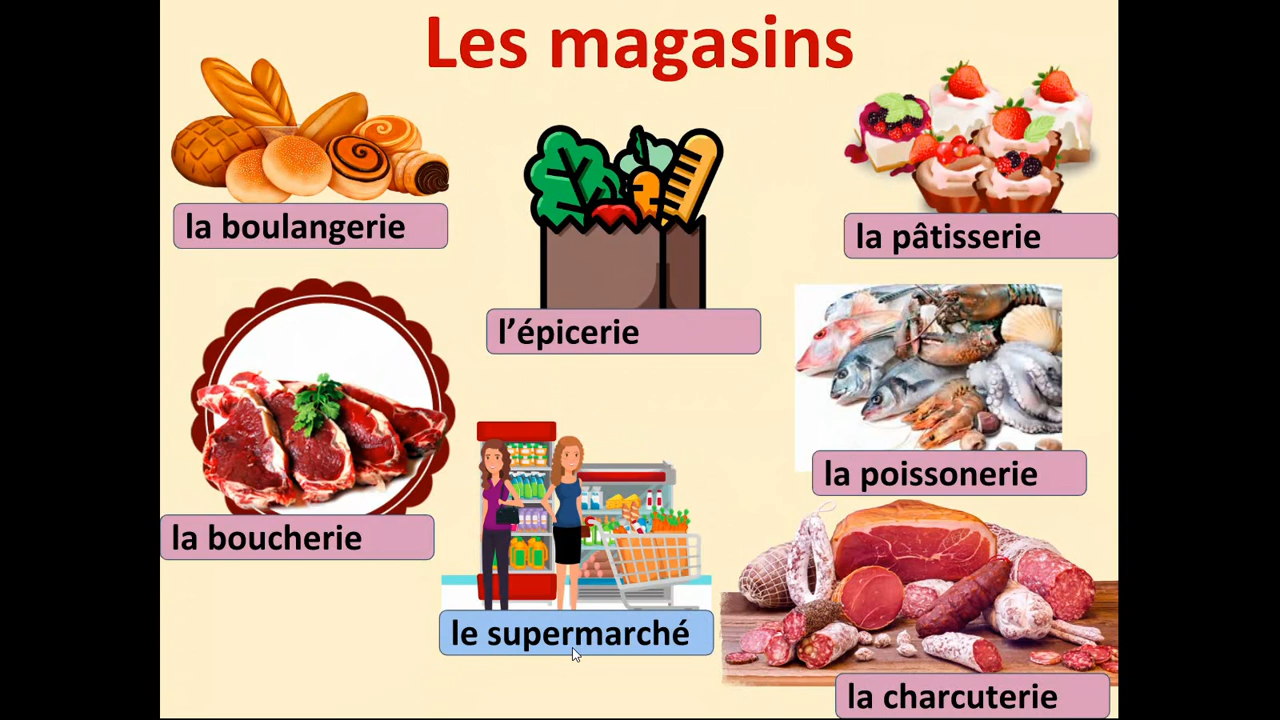 Les magasins
la boulangerie
l’épicerie
la pâtisserie
la boucherie
la poissonerie
le supermarché
la charcuterie